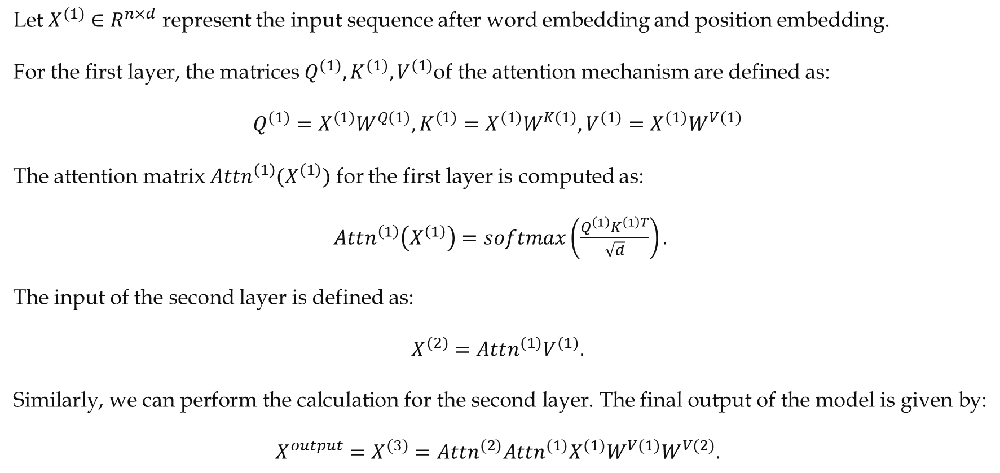 Let $X^{(1)} \in R^{n \times d}$ represent the input sequence after word embedding and position embedding.
For the first layer, the matrices $Q^{(1)}, K^{(1)}, V^{(1)}$of the attention mechanism are defined as:
$Q^{(1)} = X^{(1)}W^{Q(1)}, K^{(1)} = X^{(1)}W^{K(1)}, V^{(1)} = X^{(1)}W^{V(1)}$
The attention matrix $Attn^{(1)}(X^{(1)})$ for the first layer is computed as:
$Attn^{(1)}(X^{(1)}) = softmax\left(\frac{Q^{(1)}K^{(1)T}}{\sqrt{d}}\right).$
The input of the second layer is defined as:
$X^{(2)} = Attn^{(1)}V^{(1)}.$
Similarly, we can perform the calculation for the second layer. The final output of the model is given by:
$X^{output} = X^{(3)} = Attn^{(2)}Attn^{(1)}X^{(1)}W^{V(1)}W^{V(2)}.$